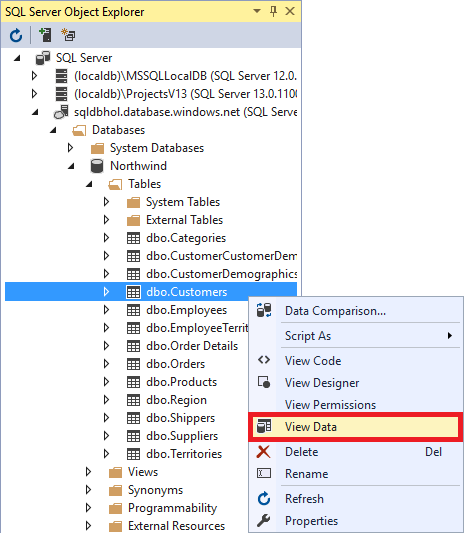 SQL Server Object Explorer
SQL Server
(localdb)\MSSQLLocalDB (SQL Server 12.0.
(localdb)\ProjectsV13 (SQL Server 13.0.1100
sqldbhol.database.windows.net (SQL Serve
Databases
System Databases
Northwind
Tables
System Tables
External Tables
dbo.Categories
dbo.CustomerCustomerDem
dbo.CustomerDemographics
dbo.Customers
dbo.Employees
dbo.EmployeeTerrit
dbo.Order Details
dbo.Orders
dbo.Products
dbo.Region
dbo.Shippers
dbo.Suppliers
dbo.Territories
Views
Synonyms
Programmability
External Resources
Data Comparison...
Script As
View Code
View Designer
View Permissions
View Data
Delete Del
Rename
Refresh
Properties